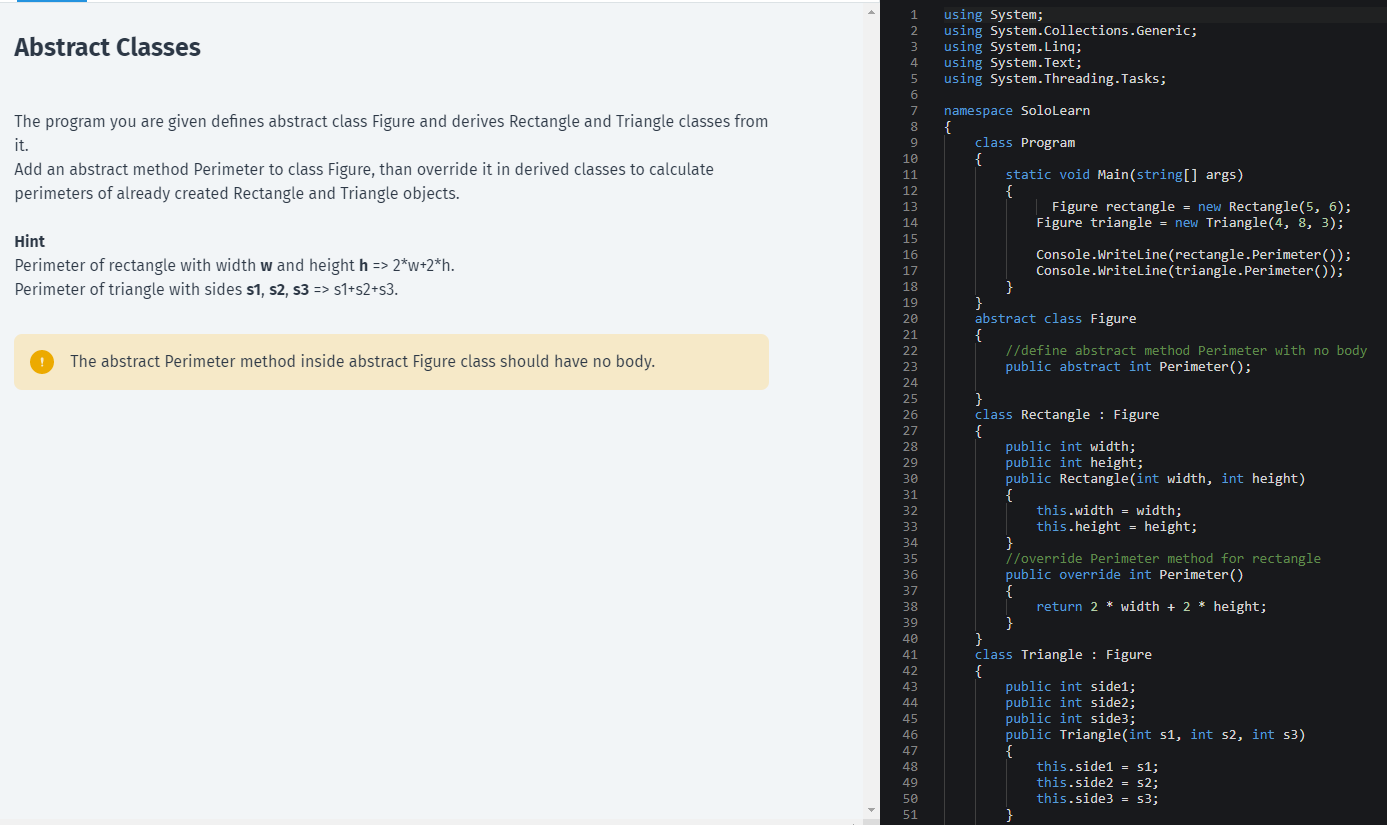 Abstract Classes
The program you are given defines abstract class Figure and derives Rectangle and Triangle classes from
it.
Add an abstract method Perimeter to class Figure, than override it in derived classes to calculate
perimeters of already created Rectangle and Triangle objects.
Hint
Perimeter of rectangle with width w and height h => 2*w+2*h.
Perimeter of triangle with sides s1, s2, s3 => s1+s2+s3.
! The abstract Perimeter method inside abstract Figure class should have no body.
1 using System;
2 using System.Collections.Generic;
3 using System.Linq;
4 using System.Text;
5 using System.Threading.Tasks;
6
7 namespace SoloLearn
8 {
9 class Program
10 {
11 static void Main(string[] args)
12 {
13 Figure rectangle = new Rectangle(5, 6);
14 Figure triangle = new Triangle(4, 8, 3);
15
16 Console.WriteLine(rectangle.Perimeter());
17 Console.WriteLine(triangle.Perimeter());
18 }
19 }
20 abstract class Figure
21 {
22 //define abstract method Perimeter with no body
23 public abstract int Perimeter();
24
25 }
26 class Rectangle : Figure
27 {
28 public int width;
29 public int height;
30 public Rectangle(int width, int height)
31 {
32 this.width = width;
33 this.height = height;
34 }
35 //override Perimeter method for rectangle
36 public override int Perimeter()
37 {
38 return 2 * width + 2 * height;
39 }
40 }
41 class Triangle : Figure
42 {
43 public int side1;
44 public int side2;
45 public int side3;
46 public Triangle(int s1, int s2, int s3)
47 {
48 this.side1 = s1;
49 this.side2 = s2;
50 this.side3 = s3;
51 }